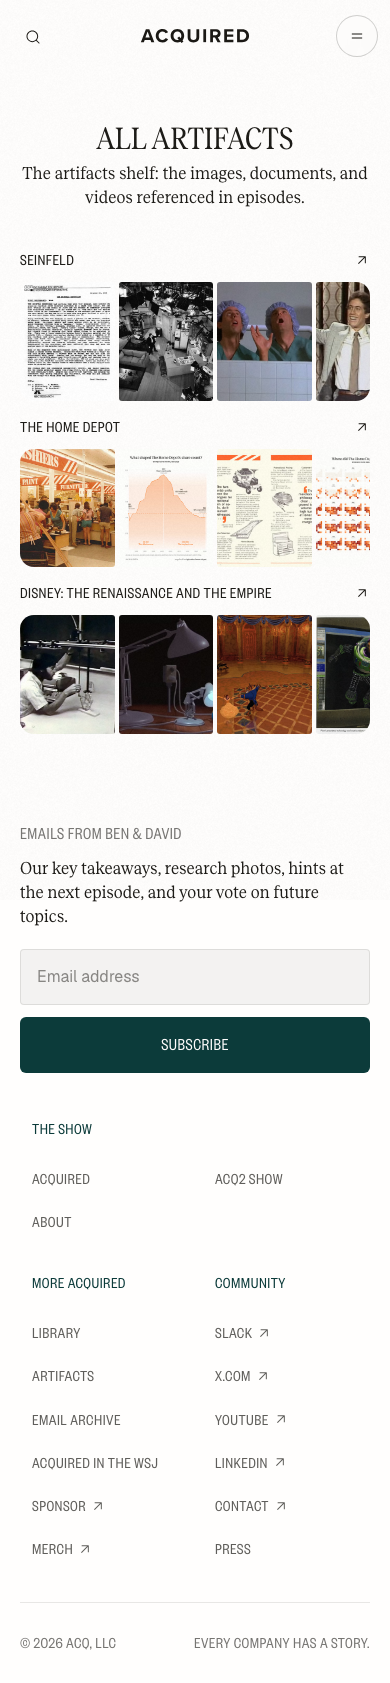 ACQUIRED
ALL ARTIFACTS
The artifacts shelf: the images, documents, and
videos referenced in episodes.
SEINFELD
THE HOME DEPOT
PAINT
FURNITURE
DISNEY: THE RENAISSANCE AND THE EMPIRE
EMAILS FROM BEN & DAVID
Our key takeaways, research photos, hints at
the next episode, and your vote on future
topics.
Email address
SUBSCRIBE
THE SHOW
ACQUIRED
ACQ2 SHOW
ABOUT
MORE ACQUIRED
COMMUNITY
LIBRARY
SLACK
ARTIFACTS
X.COM
EMAIL ARCHIVE
YOUTUBE
ACQUIRED IN THE WSJ
LINKEDIN
SPONSOR
CONTACT
MERCH
PRESS
© 2026 ACQ, LLC
EVERY COMPANY HAS A STORY.